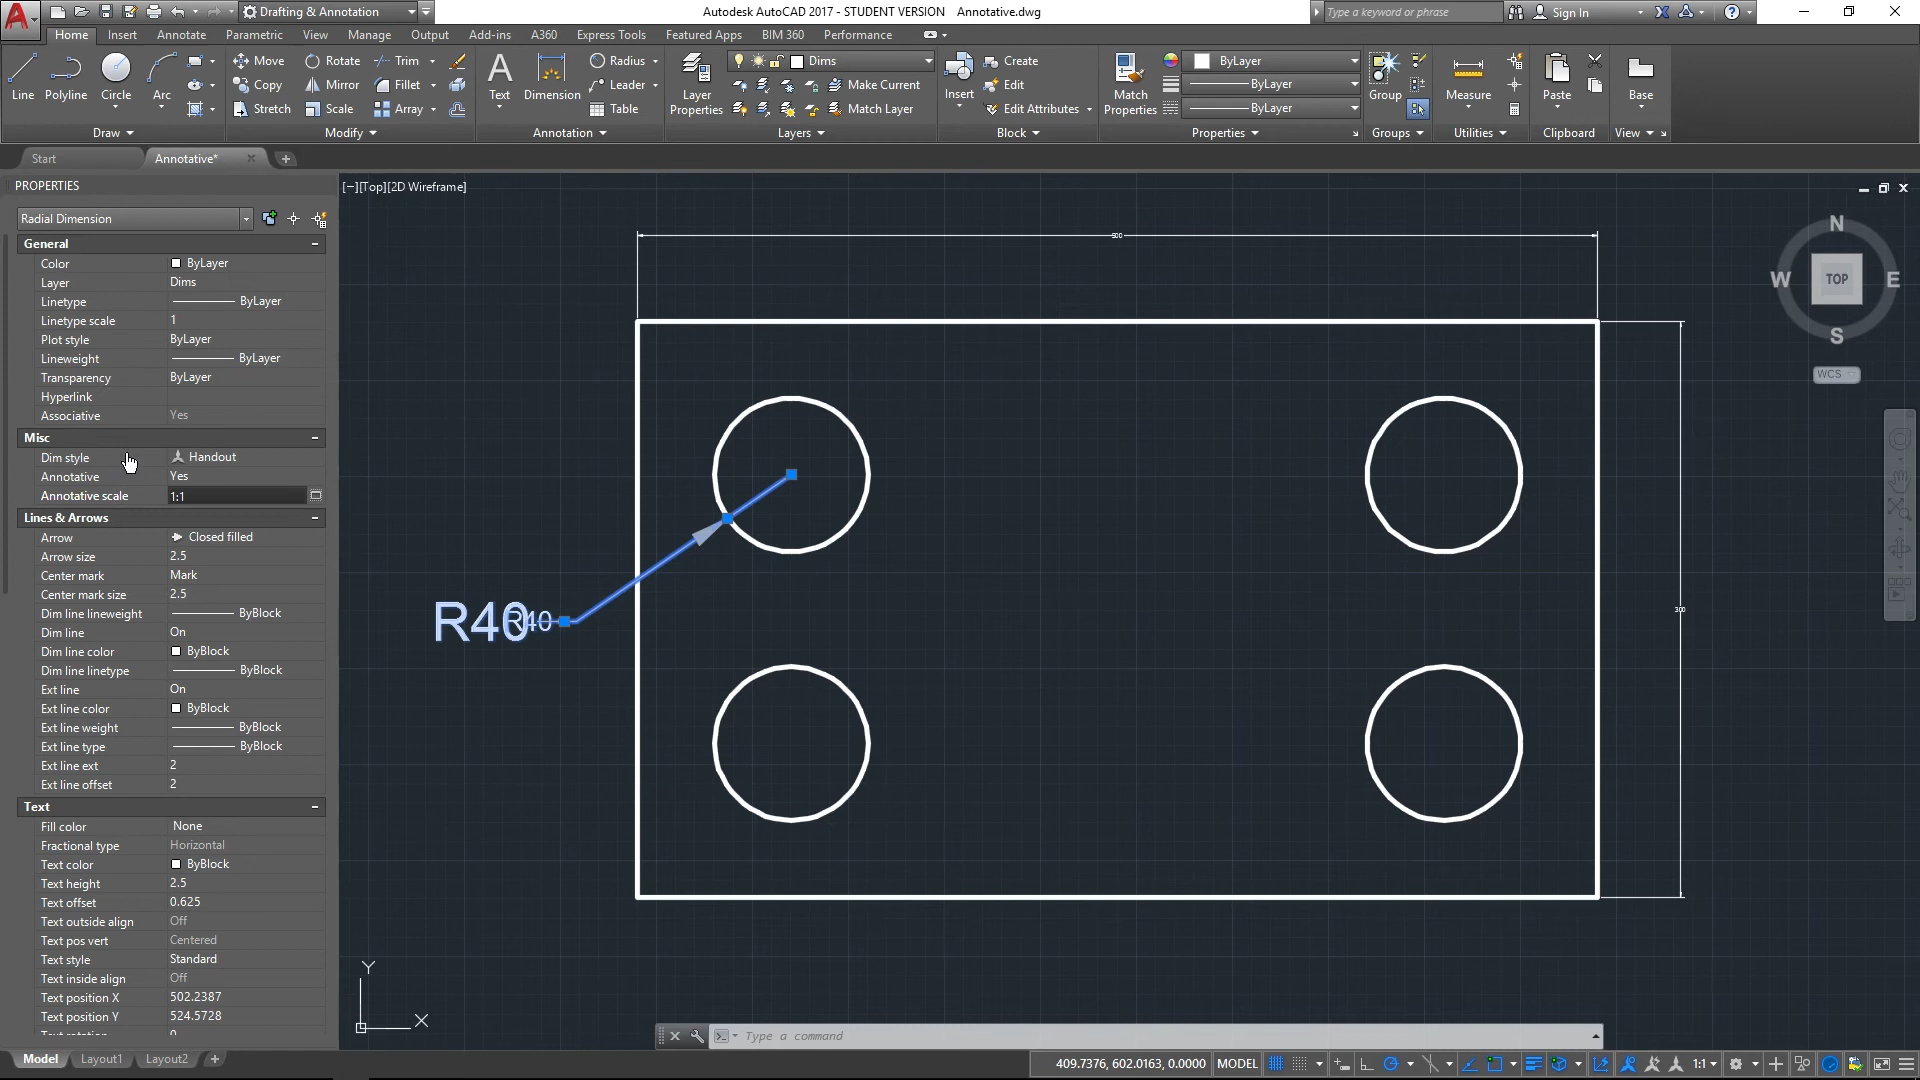 Drafting & Annotation
Autodesk AutoCAD 2017 - STUDENT VERSION Annotative.dwg
Type a keyword or phrase
Sign In
Home Insert Annotate Parametric View Manage Output Add-ins A360 Express Tools Featured Apps BIM 360 Performance
Line Polyline Circle Arc
Move Rotate Trim
Copy Mirror Fillet
Stretch Scale Array
Text Dimension
Radius
Leader
Table
Layer Properties
Dims
Make Current
Match Layer
Insert
Create
Edit
Edit Attributes
Match Properties
ByLayer
ByLayer
ByLayer
Group
Measure
Paste
Base
Draw Modify Annotation Layers Block Properties Groups Utilities Clipboard View
Start Annotative*
PROPERTIES
Radial Dimension
General
Color ByLayer
Layer Dims
Linetype ByLayer
Linetype scale 1
Plot style ByLayer
Lineweight ByLayer
Transparency ByLayer
Hyperlink
Associative Yes
Misc
Dim style Handout
Annotative Yes
Annotative scale 1:1
Lines & Arrows
Arrow Closed filled
Arrow size 2.5
Center mark Mark
Center mark size 2.5
Dim line lineweight ByBlock
Dim line On
Dim line color ByBlock
Dim line linetype ByBlock
Ext line On
Ext line color ByBlock
Ext line weight ByBlock
Ext line type ByBlock
Ext line ext 2
Ext line offset 2
Text
Fill color None
Fractional type Horizontal
Text color ByBlock
Text height 2.5
Text offset 0.625
Text outside align Off
Text pos vert Centered
Text style Standard
Text inside align Off
Text position X 502.2387
Text position Y 524.5728
Text rotation 0
[−][Top][2D Wireframe]
500
N
W TOP E
S
WCS
300
R40
R40
Y
X
Type a command
Model Layout1 Layout2
409.7376, 602.0163, 0.0000 MODEL 1:1